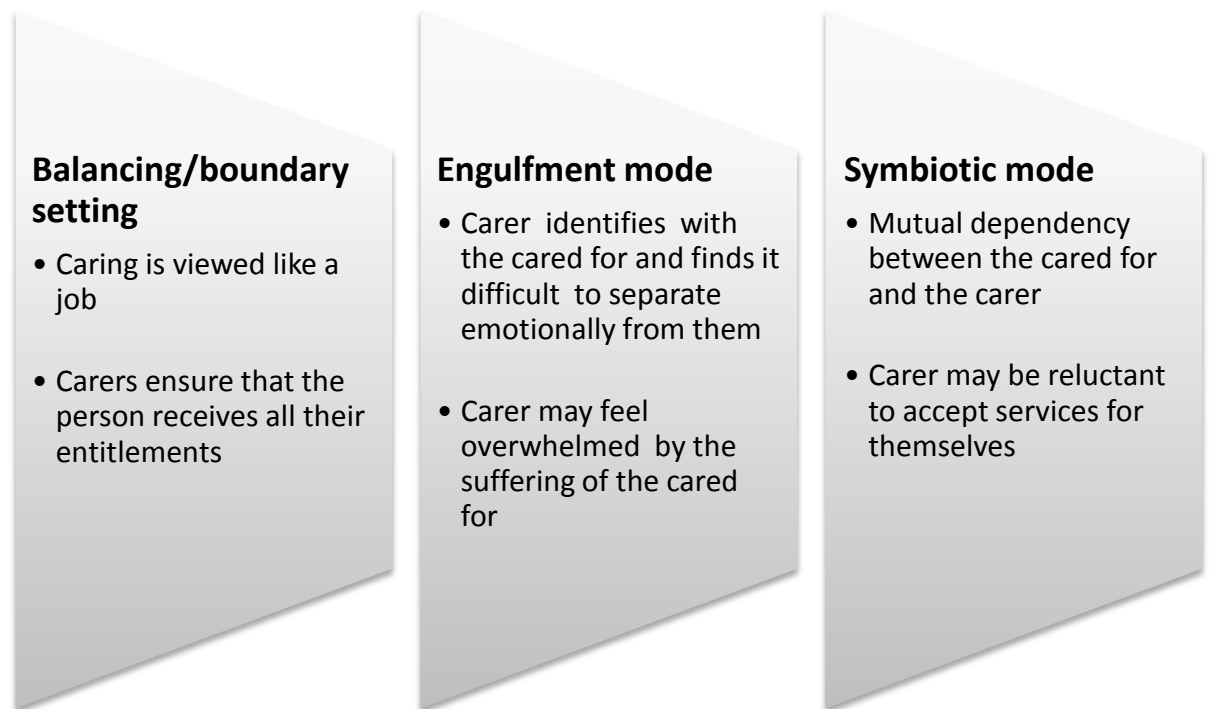 Balancing/boundary
setting
• Caring is viewed like a
job
• Carers ensure that the
person receives all their
entitlements
Engulfment mode
• Carer identifies with
the cared for and finds it
difficult to separate
emotionally from them
• Carer may feel
overwhelmed by the
suffering of the cared
for
Symbiotic mode
• Mutual dependency
between the cared for
and the carer
• Carer may be reluctant
to accept services for
themselves